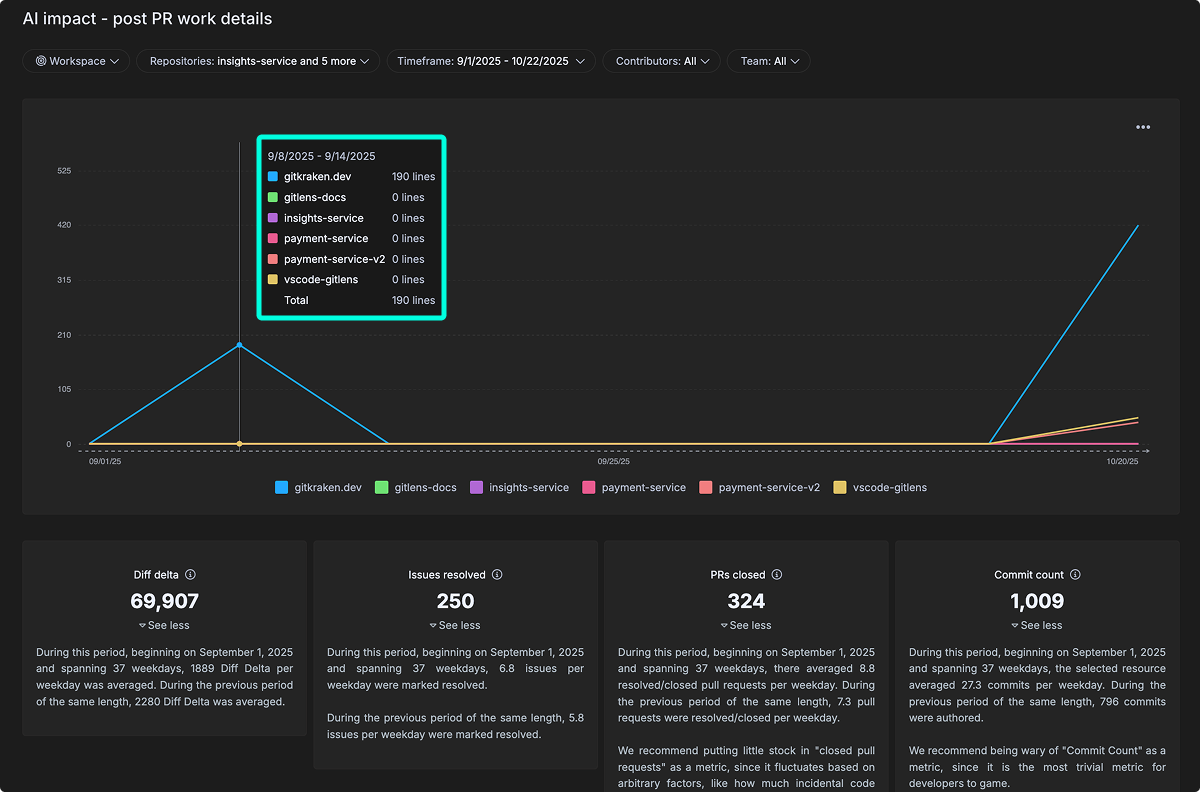 AI impact - post PR work details
Workspace
Repositories: insights-service and 5 more
Timeframe: 9/1/2025 - 10/22/2025
Contributors: All
Team: All
9/8/2025 - 9/14/2025
gitkraken.dev 190 lines
gitlens-docs 0 lines
insights-service 0 lines
payment-service 0 lines
payment-service-v2 0 lines
vscode-gitlens 0 lines
Total 190 lines
525
420
315
210
105
0
09/01/25 09/25/25 10/20/25
gitkraken.dev gitlens-docs insights-service payment-service payment-service-v2 vscode-gitlens
Diff delta
69,907
See less
During this period, beginning on September 1, 2025
and spanning 37 weekdays, 1889 Diff Delta per
weekday was averaged. During the previous period
of the same length, 2280 Diff Delta was averaged.
Issues resolved
250
See less
During this period, beginning on September 1, 2025
and spanning 37 weekdays, 6.8 issues per
weekday were marked resolved.
During the previous period of the same length, 5.8
issues per weekday were marked resolved.
PRs closed
324
See less
During this period, beginning on September 1, 2025
and spanning 37 weekdays, there averaged 8.8
resolved/closed pull requests per weekday. During
the previous period of the same length, 7.3 pull
requests were resolved/closed per weekday.
We recommend putting little stock in "closed pull
requests" as a metric, since it fluctuates based on
arbitrary factors, like how much incidental code
Commit count
1,009
See less
During this period, beginning on September 1, 2025
and spanning 37 weekdays, the selected resource
averaged 27.3 commits per weekday. During the
previous period of the same length, 796 commits
were authored.
We recommend being wary of "Commit Count" as a
metric, since it is the most trivial metric for
developers to game.